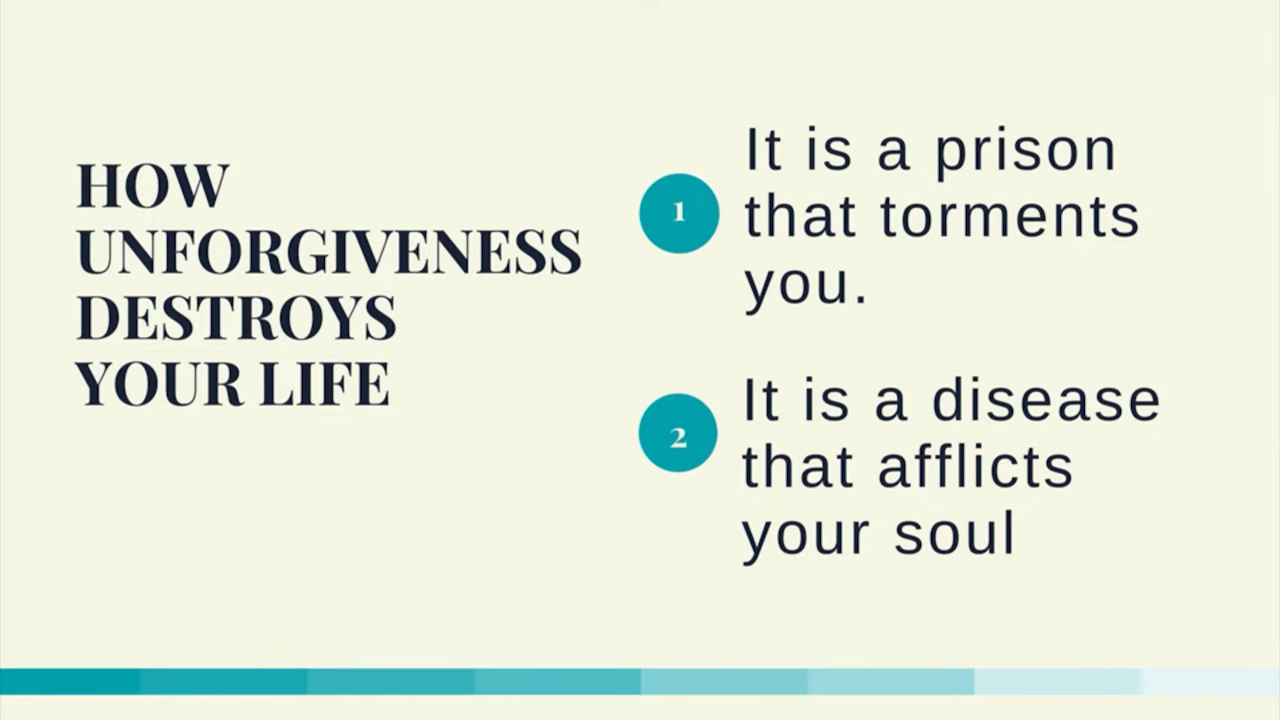 HOW
UNFORGIVENESS
DESTROYS
YOUR LIFE
1
It is a prison
that torments
you.
2
It is a disease
that afflicts
your soul